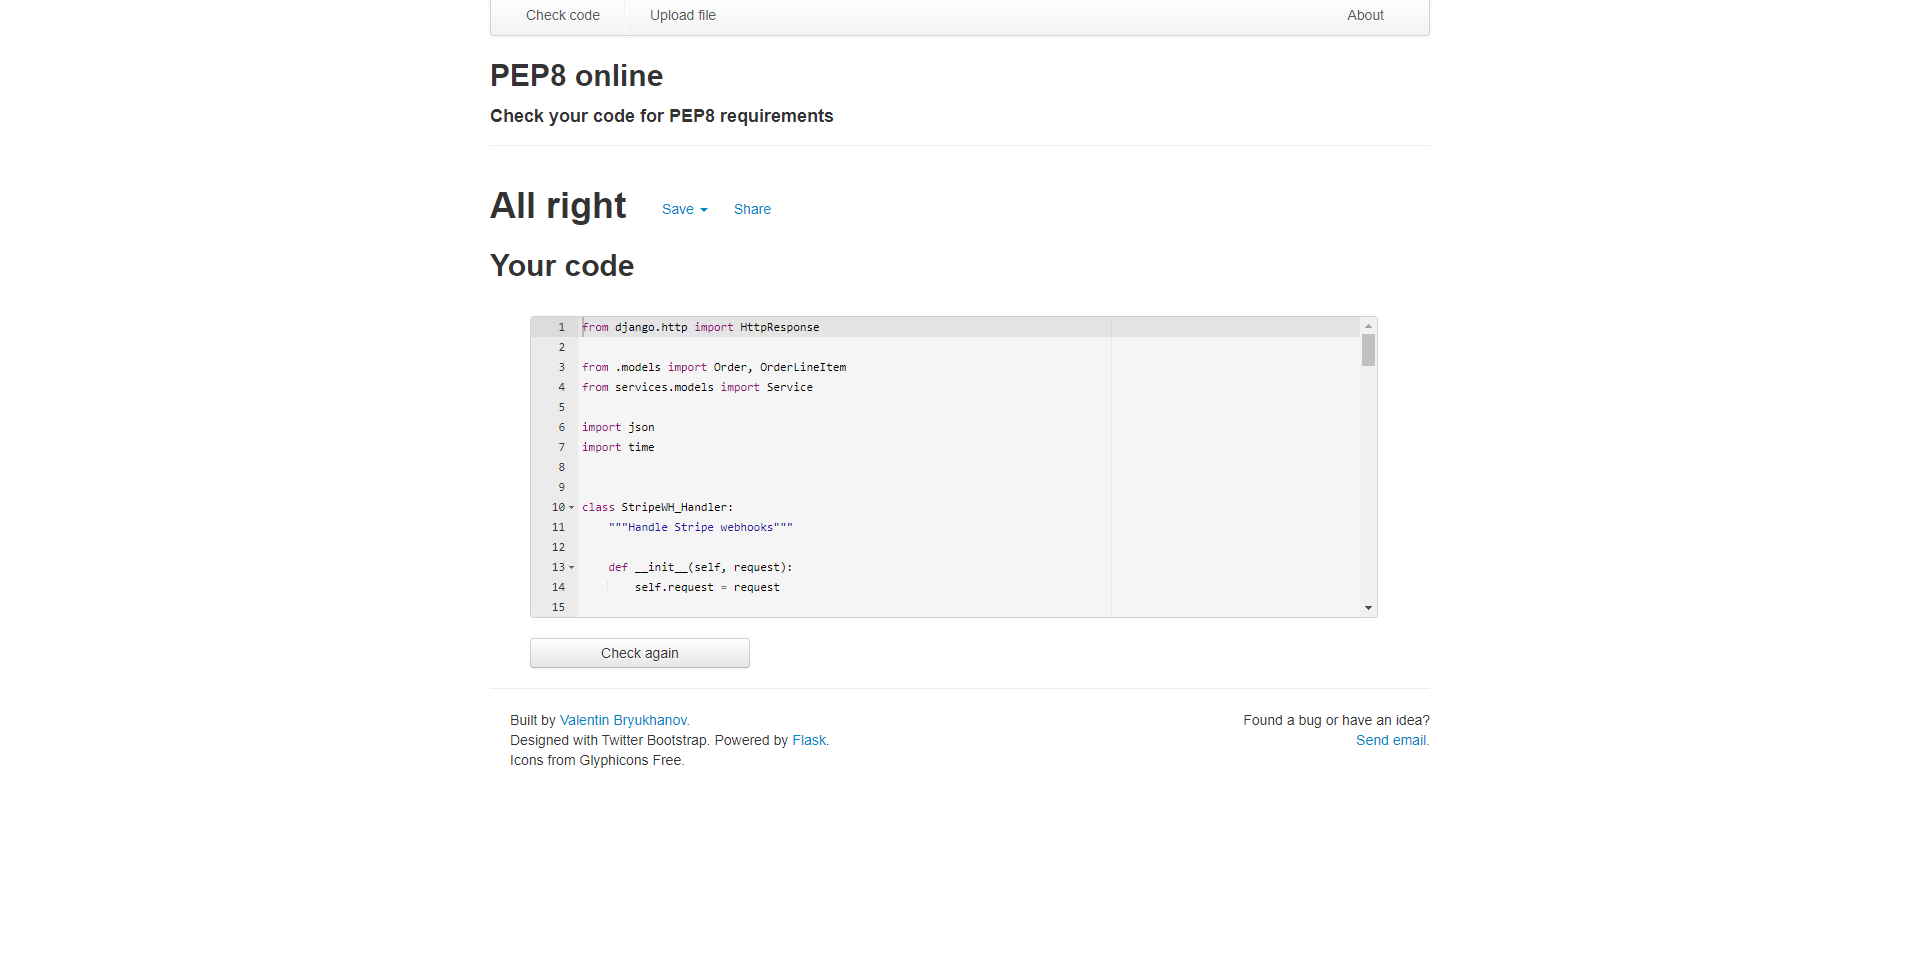 Check code Upload file About
PEP8 online
Check your code for PEP8 requirements
All right Save Share
Your code
1 from django.http import HttpResponse
2
3 from .models import Order, OrderLineItem
4 from services.models import Service
5
6 import json
7 import time
8
9
10 class StripeWH_Handler:
11     """Handle Stripe webhooks"""
12
13     def __init__(self, request):
14         self.request = request
15
Check again
Built by Valentin Bryukhanov. Found a bug or have an idea?
Designed with Twitter Bootstrap. Powered by Flask. Send email.
Icons from Glyphicons Free.